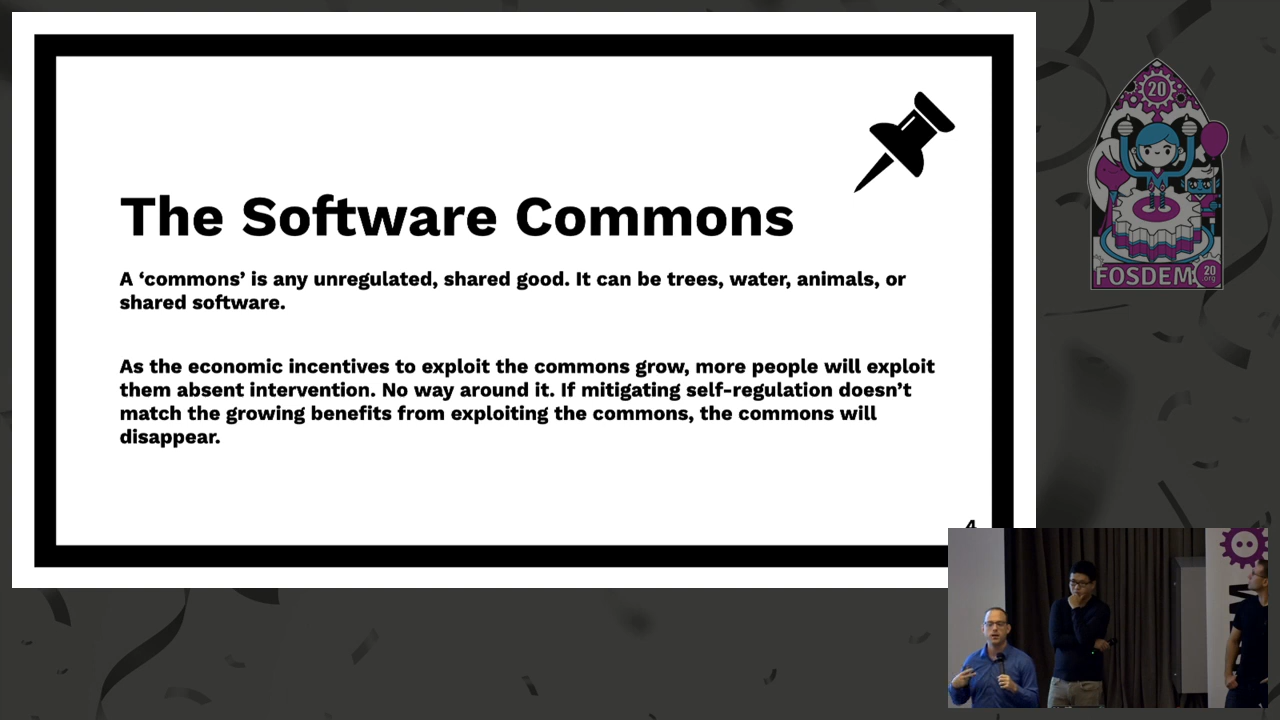 The Software Commons
A ‘commons’ is any unregulated, shared good. It can be trees, water, animals, or
shared software.
As the economic incentives to exploit the commons grow, more people will exploit
them absent intervention. No way around it. If mitigating self-regulation doesn’t
match the growing benefits from exploiting the commons, the commons will
disappear.
4
20
FOSDEM
20
.org